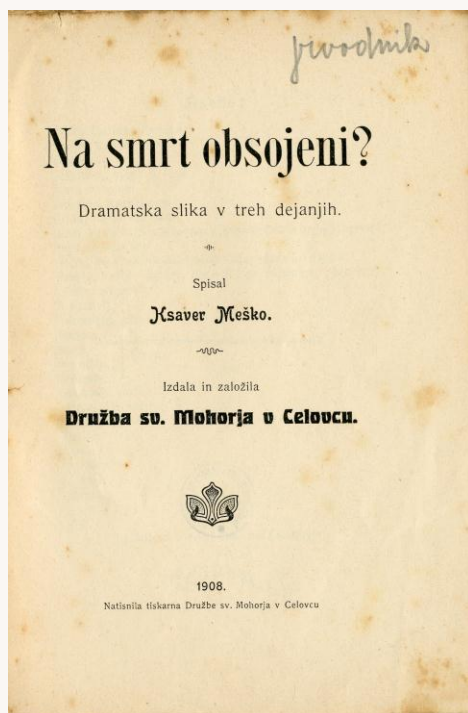 prvodnik
Na smrt obsojeni?
Dramatska slika v treh dejanjih.
Spisal
Ksaver Meško.
Izdala in založila
Družba sv. Mohorja v Celovcu.
1908.
Natisnila tiskarna Družbe sv. Mohorja v Celovcu